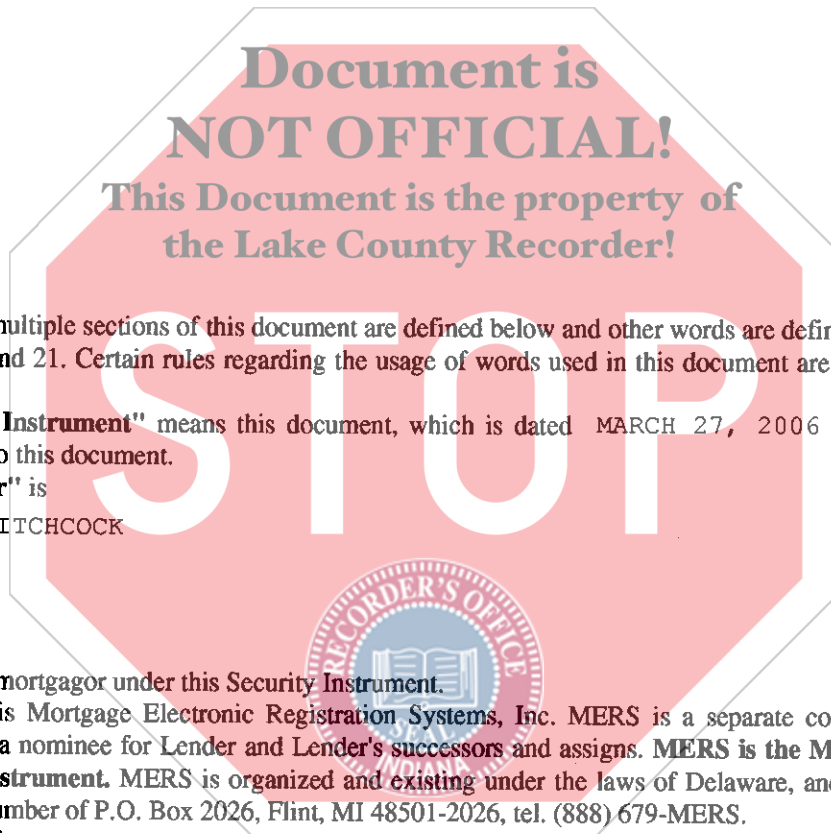 Document is
NOT OFFICIAL!
This Document is the property of
the Lake County Recorder!
STOP
multiple sections of this document are defined below and other words are defin
nd 21. Certain rules regarding the usage of words used in this document are
Instrument" means this document, which is dated MARCH 27, 2006
o this document.
r" is
ITCHCOCK
RECORDER'S OFFICE
SEAL
INDIANA
mortgagor under this Security Instrument.
is Mortgage Electronic Registration Systems, Inc. MERS is a separate co
a nominee for Lender and Lender's successors and assigns. MERS is the M
strument. MERS is organized and existing under the laws of Delaware, and
mber of P.O. Box 2026, Flint, MI 48501-2026, tel. (888) 679-MERS.